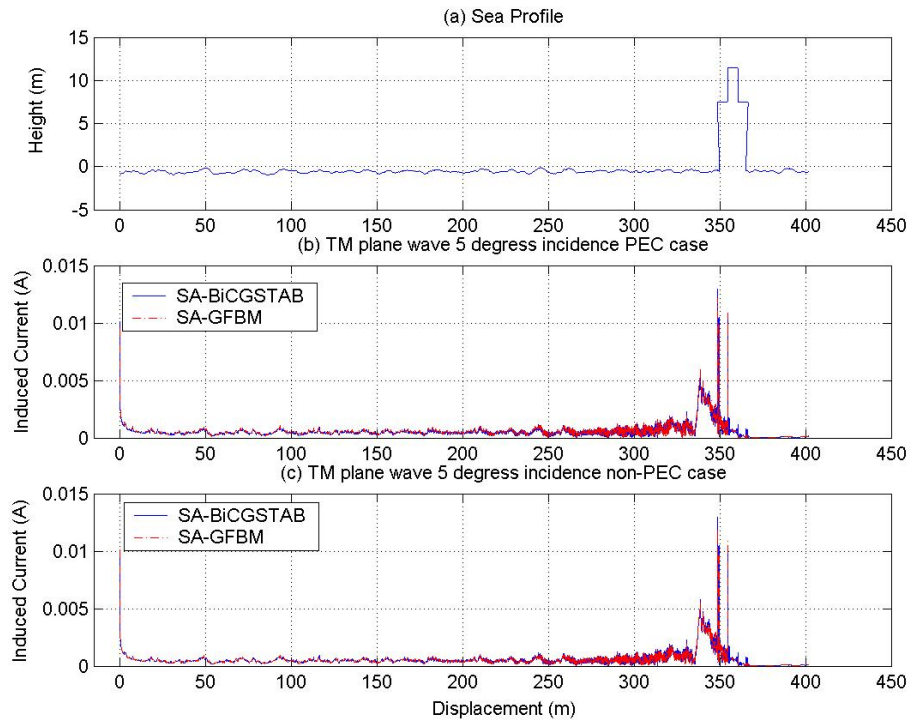 (a) Sea Profile
15
10
5
0
-5
Height (m)
0 50 100 150 200 250 300 350 400 450
(b) TM plane wave 5 degress incidence PEC case
0.015
0.01
0.005
0
Induced Current (A)
SA-BiCGSTAB
SA-GFBM
0 50 100 150 200 250 300 350 400 450
(c) TM plane wave 5 degress incidence non-PEC case
0.015
0.01
0.005
0
Induced Current (A)
SA-BiCGSTAB
SA-GFBM
0 50 100 150 200 250 300 350 400 450
Displacement (m)